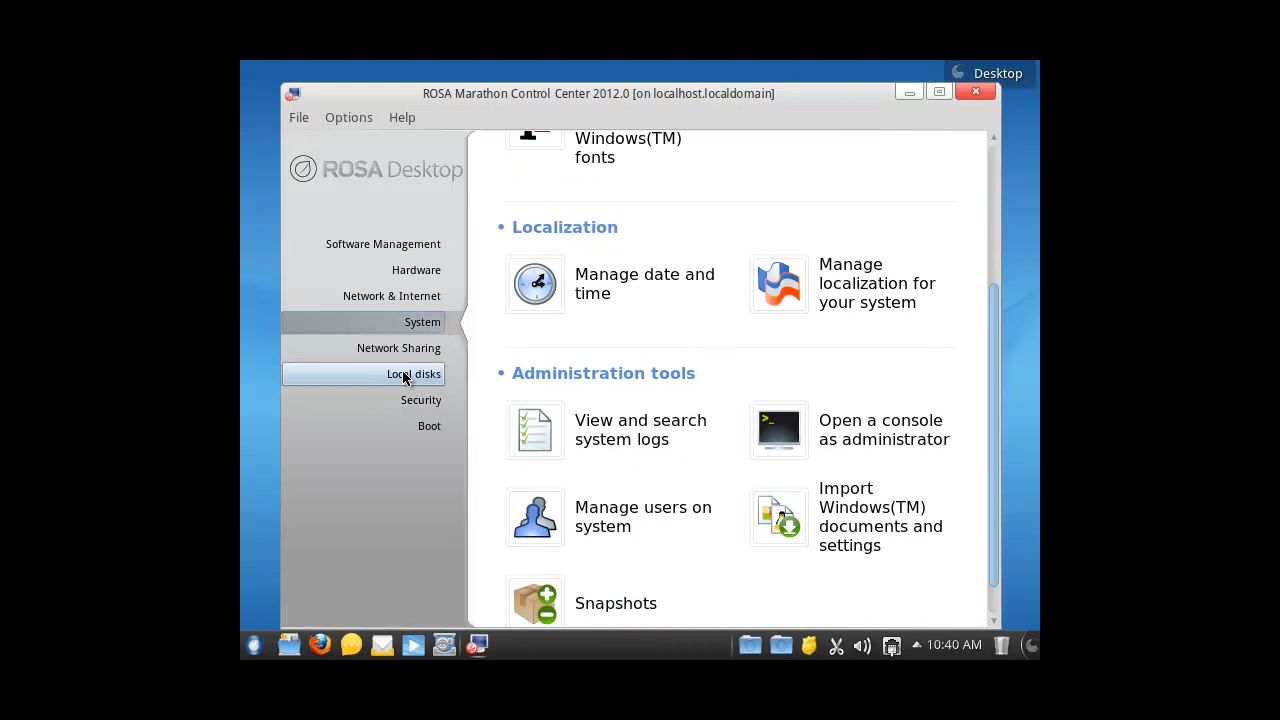 Desktop
ROSA Marathon Control Center 2012.0 [on localhost.localdomain]
File Options Help
ROSA Desktop
Software Management
Hardware
Network & Internet
System
Network Sharing
Local disks
Security
Boot
Windows(TM)
fonts
• Localization
Manage date and
time
Manage
localization for
your system
• Administration tools
View and search
system logs
Open a console
as administrator
Manage users on
system
Import
Windows(TM)
documents and
settings
Snapshots
10:40 AM